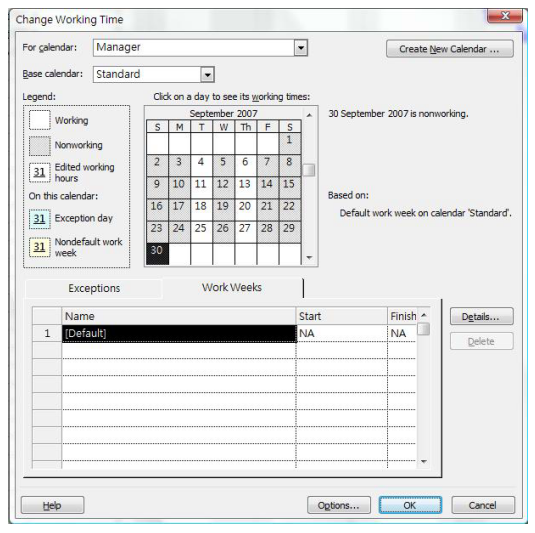 Change Working Time
For calendar: Manager Create New Calendar ...
Base calendar: Standard
Legend: Click on a day to see its working times: 30 September 2007 is nonworking.
Working
Nonworking
31 Edited working hours
On this calendar:
31 Exception day
31 Nondefault work week
September 2007
S M T W Th F S
1
2 3 4 5 6 7 8
9 10 11 12 13 14 15
16 17 18 19 20 21 22
23 24 25 26 27 28 29
30
Based on:
Default work week on calendar 'Standard'.
Exceptions Work Weeks
Name Start Finish
1 [Default] NA NA
Details...
Delete
Help Options... OK Cancel